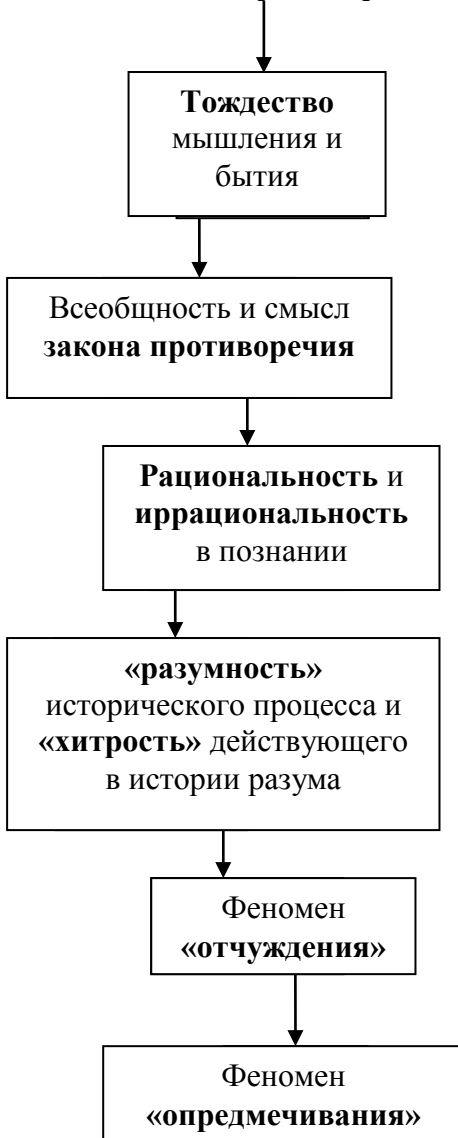 Тождество
мышления и
бытия
Всеобщность и смысл
закона противоречия
Рациональность и
иррациональность
в познании
«разумность»
исторического процесса и
«хитрость» действующего
в истории разума
Феномен
«отчуждения»
Феномен
«опредмечивания»